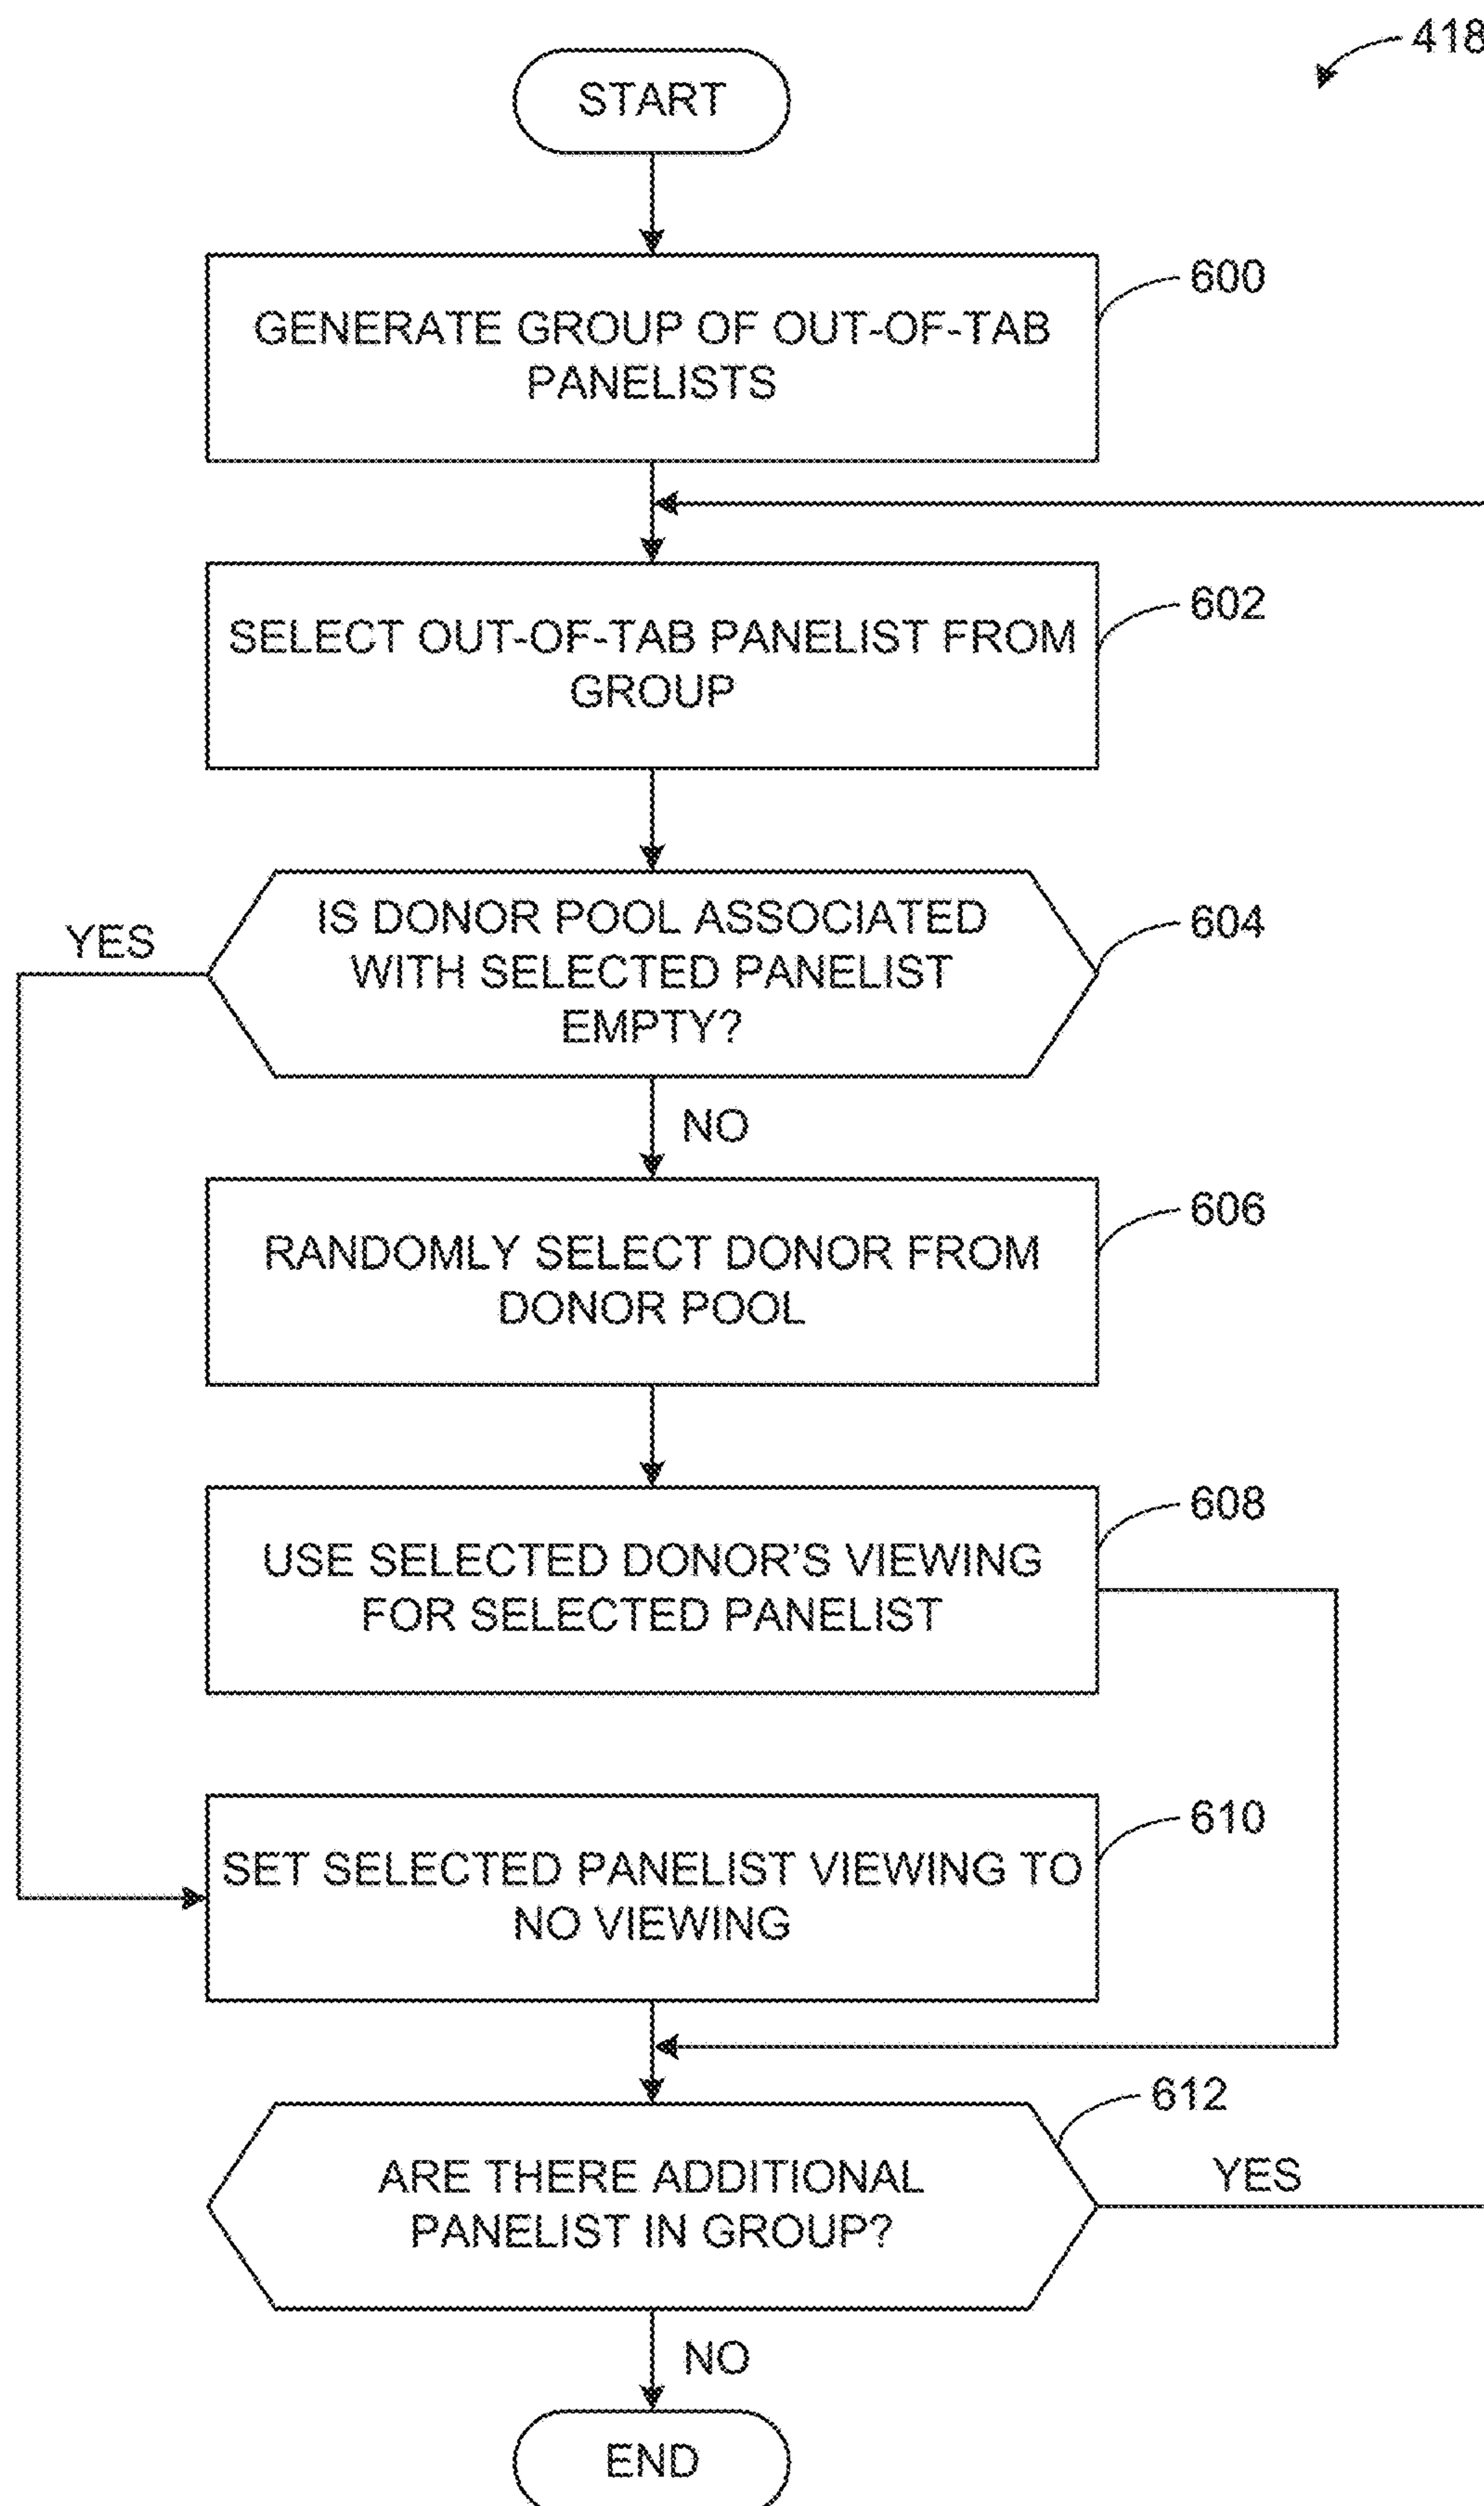 418
START
600
GENERATE GROUP OF OUT-OF-TAB
PANELISTS
602
SELECT OUT-OF-TAB PANELIST FROM
GROUP
604
IS DONOR POOL ASSOCIATED
WITH SELECTED PANELIST
EMPTY?
YES
NO
606
RANDOMLY SELECT DONOR FROM
DONOR POOL
608
USE SELECTED DONOR'S VIEWING
FOR SELECTED PANELIST
610
SET SELECTED PANELIST VIEWING TO
NO VIEWING
612
ARE THERE ADDITIONAL
PANELIST IN GROUP?
YES
NO
END